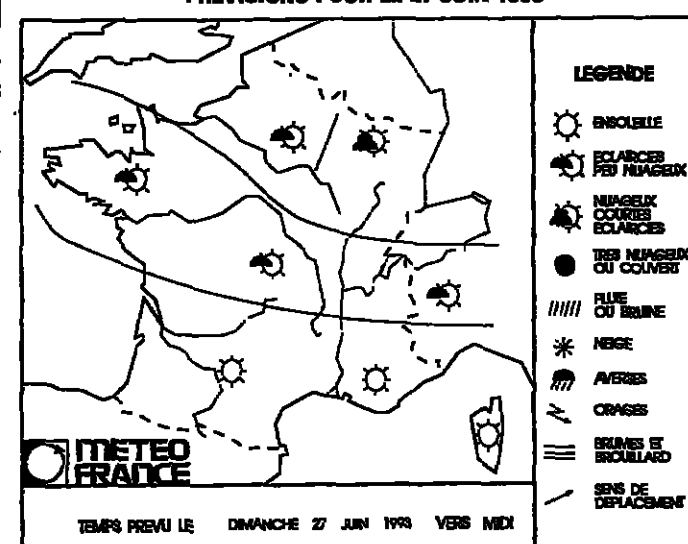 LEGENDE
ENSOLEILLE
ECLAIRCIES
PEU NUAGEUX
NUAGEUX
COURTES
ECLAIRCIES
TRES NUAGEUX
OU COUVERT
PLUIE
OU BRUINE
NEIGE
AVERSES
ORAGES
BRUMES ET
BROUILLARD
SENS DE
DEPLACEMENT
METEO
FRANCE
TEMPS PREVU LE DIMANCHE 27 JUIN 1993 VERS MIDI